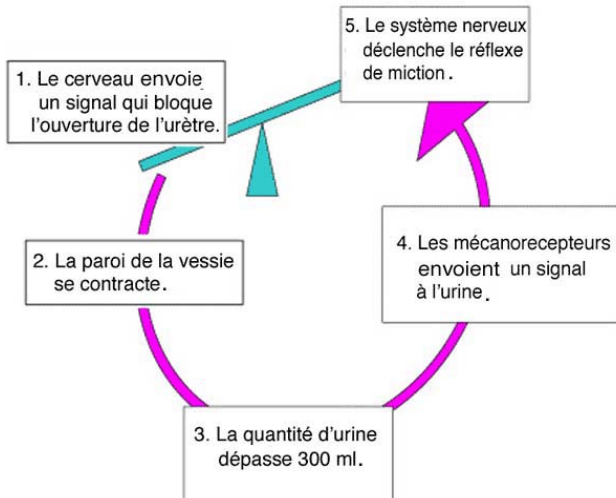 1. Le cerveau envoie
un signal qui bloque
l'ouverture de l'urètre.
2. La paroi de la vessie
se contracte.
3. La quantité d'urine
dépasse 300 ml.
4. Les mécanorecepteurs
envoient un signal
à l'urine.
5. Le système nerveux
déclenche le réflexe
de miction.